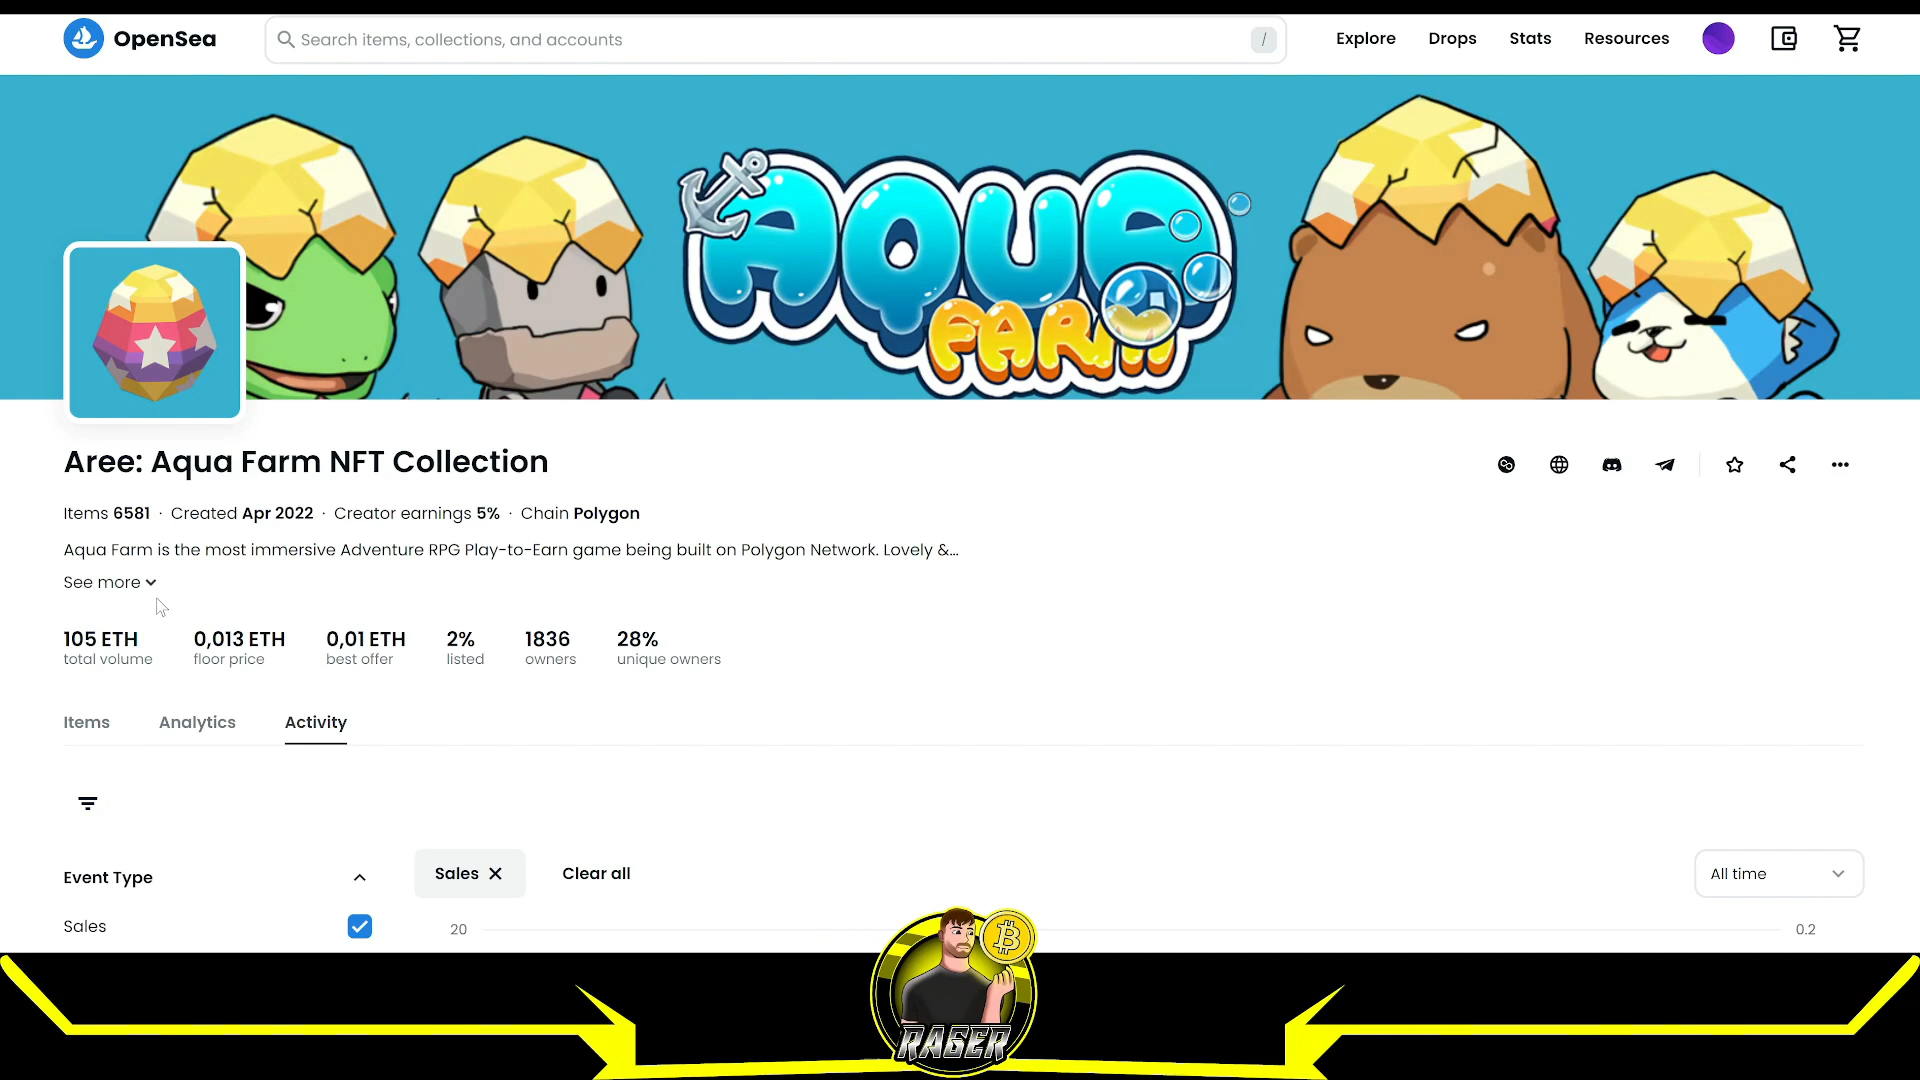 OpenSea
Search items, collections, and accounts
/
Explore
Drops
Stats
Resources
AQUA
FARM
Aree: Aqua Farm NFT Collection
Items 6581 · Created Apr 2022 · Creator earnings 5% · Chain Polygon
Aqua Farm is the most immersive Adventure RPG Play-to-Earn game being built on Polygon Network. Lovely &...
See more
105 ETH
total volume
0,013 ETH
floor price
0,01 ETH
best offer
2%
listed
1836
owners
28%
unique owners
Items
Analytics
Activity
Event Type
Sales
Sales
Clear all
All time
20
0.2
RAGER